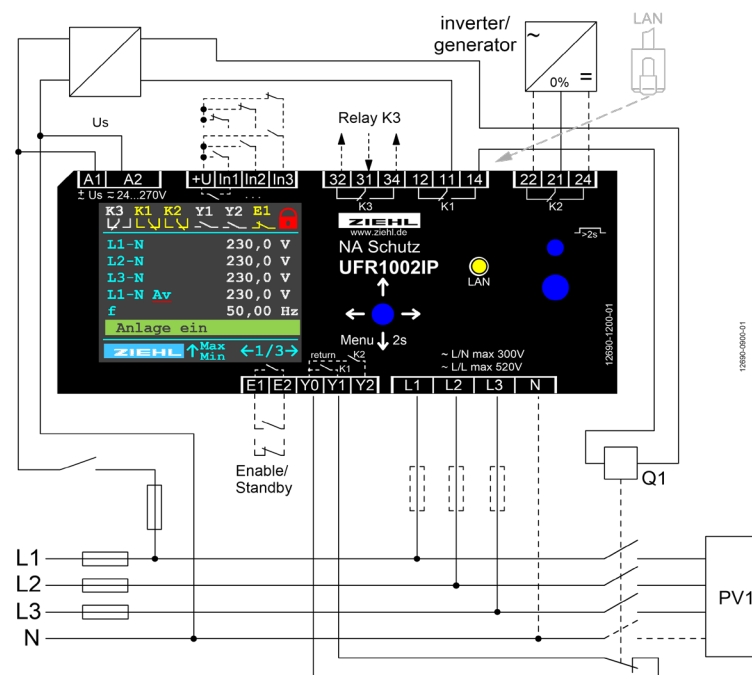 inverter/
generator
LAN
~
0%
=
Us
Relay K3
A1 A2
+U In1 In2 In3
32 31 34 12 11 14
22 21 24
≂ Us = 24...270V
K3
K1
K2
K3 K1 K2 Y1 Y2 E1
L1-N 230,0 V
L2-N 230,0 V
L3-N 230,0 V
L1-N Av 230,0 V
f 50,00 Hz
Anlage ein
ZIEHL ↑ Max Min ←1/3→
ZIEHL
www.ziehl.de
NA Schutz
UFR1002IP
LAN
>2s
Menu 2s
return K2
K1
~ L/N max 300V
~ L/L max 520V
12690-1200-01
12690-0900-01
E1 E2 Y0 Y1 Y2
L1 L2 L3 N
Enable/
Standby
Q1
L1
L2
L3
N
PV1